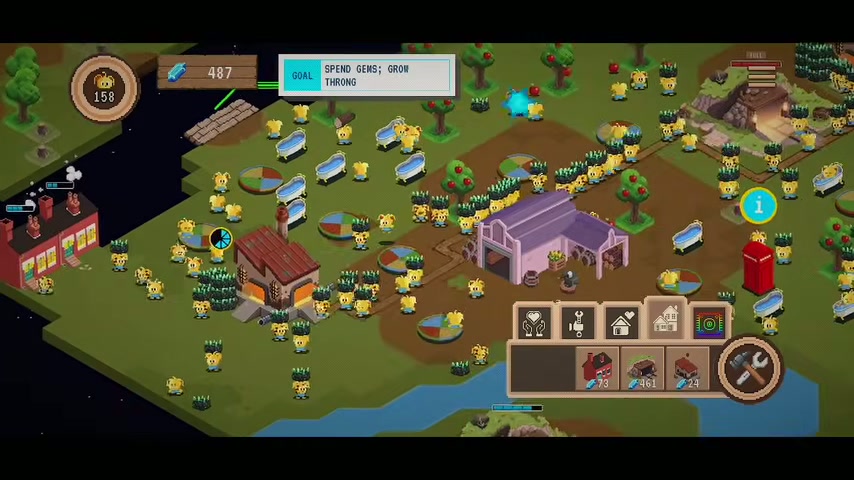 487
GOAL
SPEND GEMS; GROW
THRONG
158
i
73
461
24